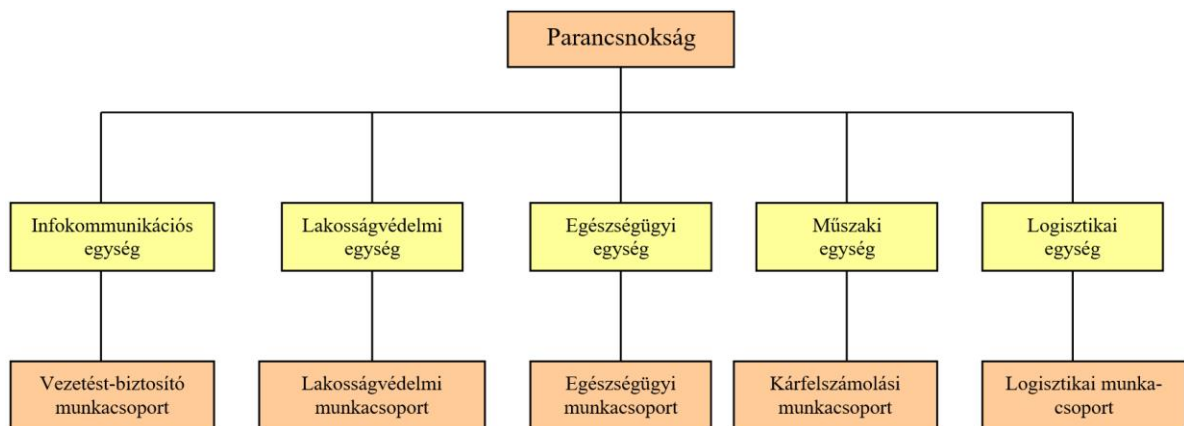 Parancsnokság
Infokommunikációs
egység
Lakosságvédelmi
egység
Egészségügyi
egység
Műszaki
egység
Logisztikai
egység
Vezetést-biztosító
munkacsoport
Lakosságvédelmi
munkacsoport
Egészségügyi
munkacsoport
Kárfelszámolási
munkacsoport
Logisztikai munka-
csoport